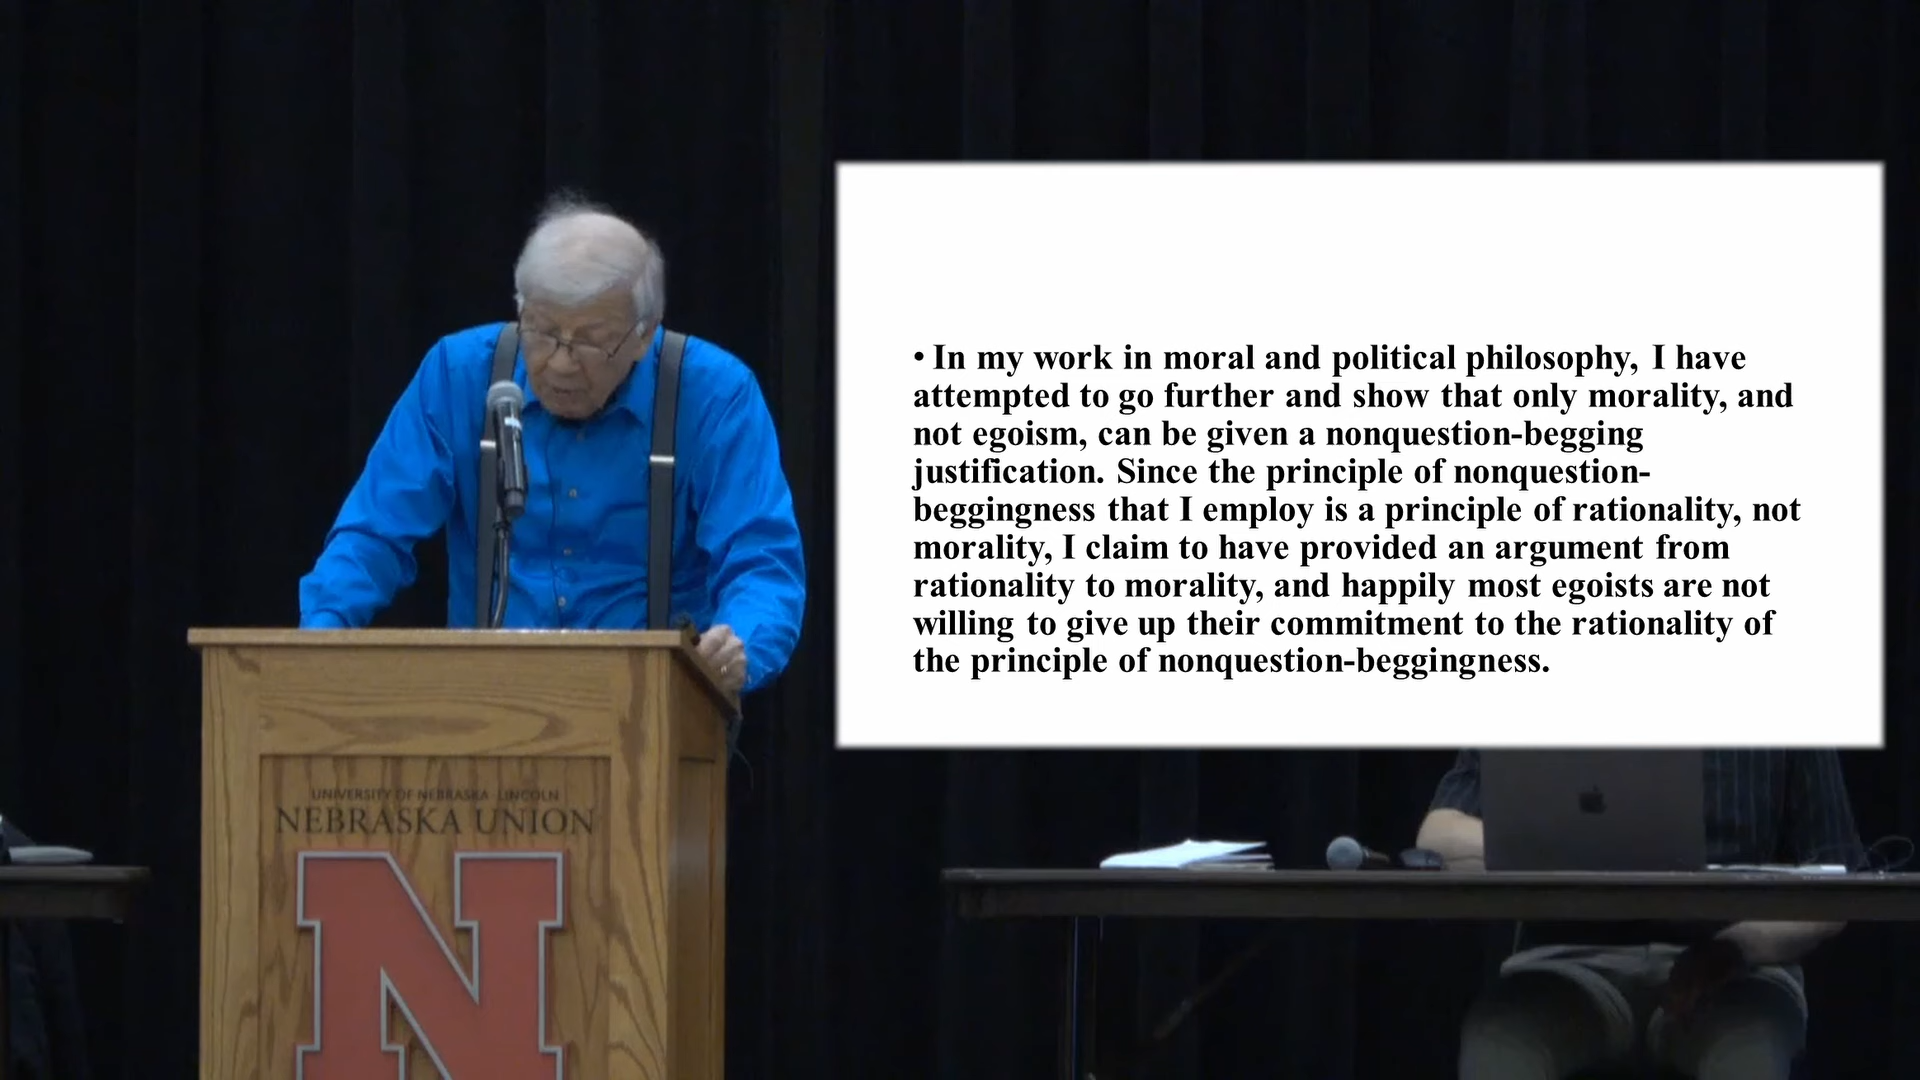 • In my work in moral and political philosophy, I have
attempted to go further and show that only morality, and
not egoism, can be given a nonquestion-begging
justification. Since the principle of nonquestion-
beggingness that I employ is a principle of rationality, not
morality, I claim to have provided an argument from
rationality to morality, and happily most egoists are not
willing to give up their commitment to the rationality of
the principle of nonquestion-beggingness.
UNIVERSITY OF NEBRASKA-LINCOLN
NEBRASKA UNION
N